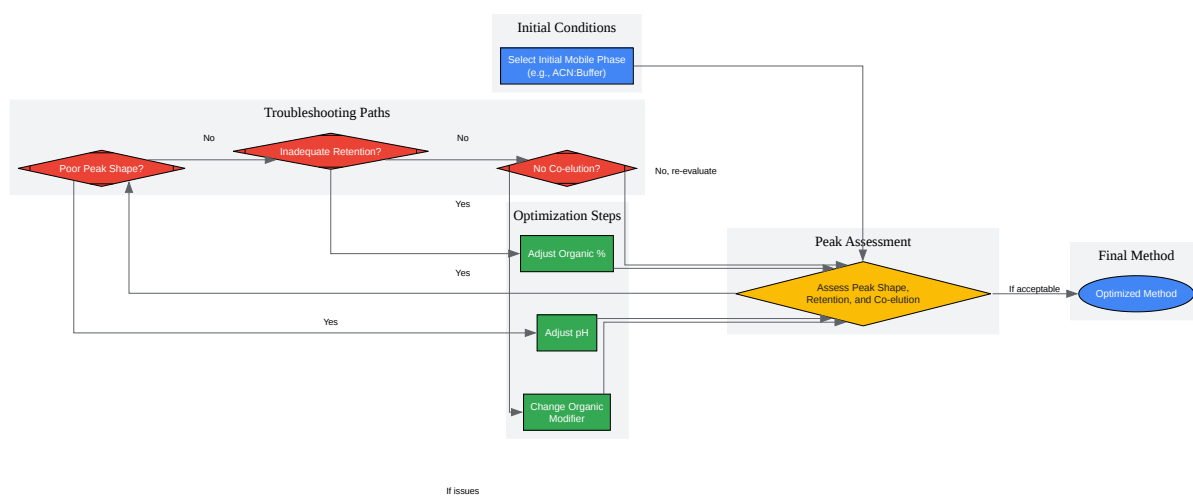 Initial Conditions
Select Initial Mobile Phase
(e.g., ACN:Buffer)
Troubleshooting Paths
No
No
Poor Peak Shape?
Inadequate Retention?
No Co-elution?
No, re-evaluate
Yes
Optimization Steps
Adjust Organic %
Yes
Peak Assessment
Assess Peak Shape,
Retention, and Co-elution
If acceptable
Final Method
Optimized Method
Yes
Adjust pH
Change Organic
Modifier
If issues